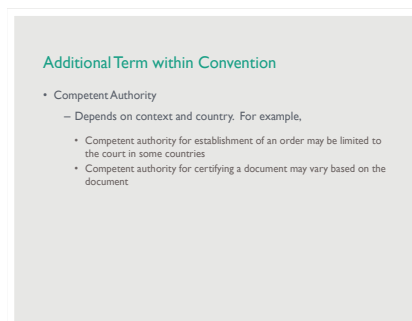 Additional Term within Convention
• Competent Authority
– Depends on context and country. For example,
• Competent authority for establishment of an order may be limited to
the court in some countries
• Competent authority for certifying a document may vary based on the
document